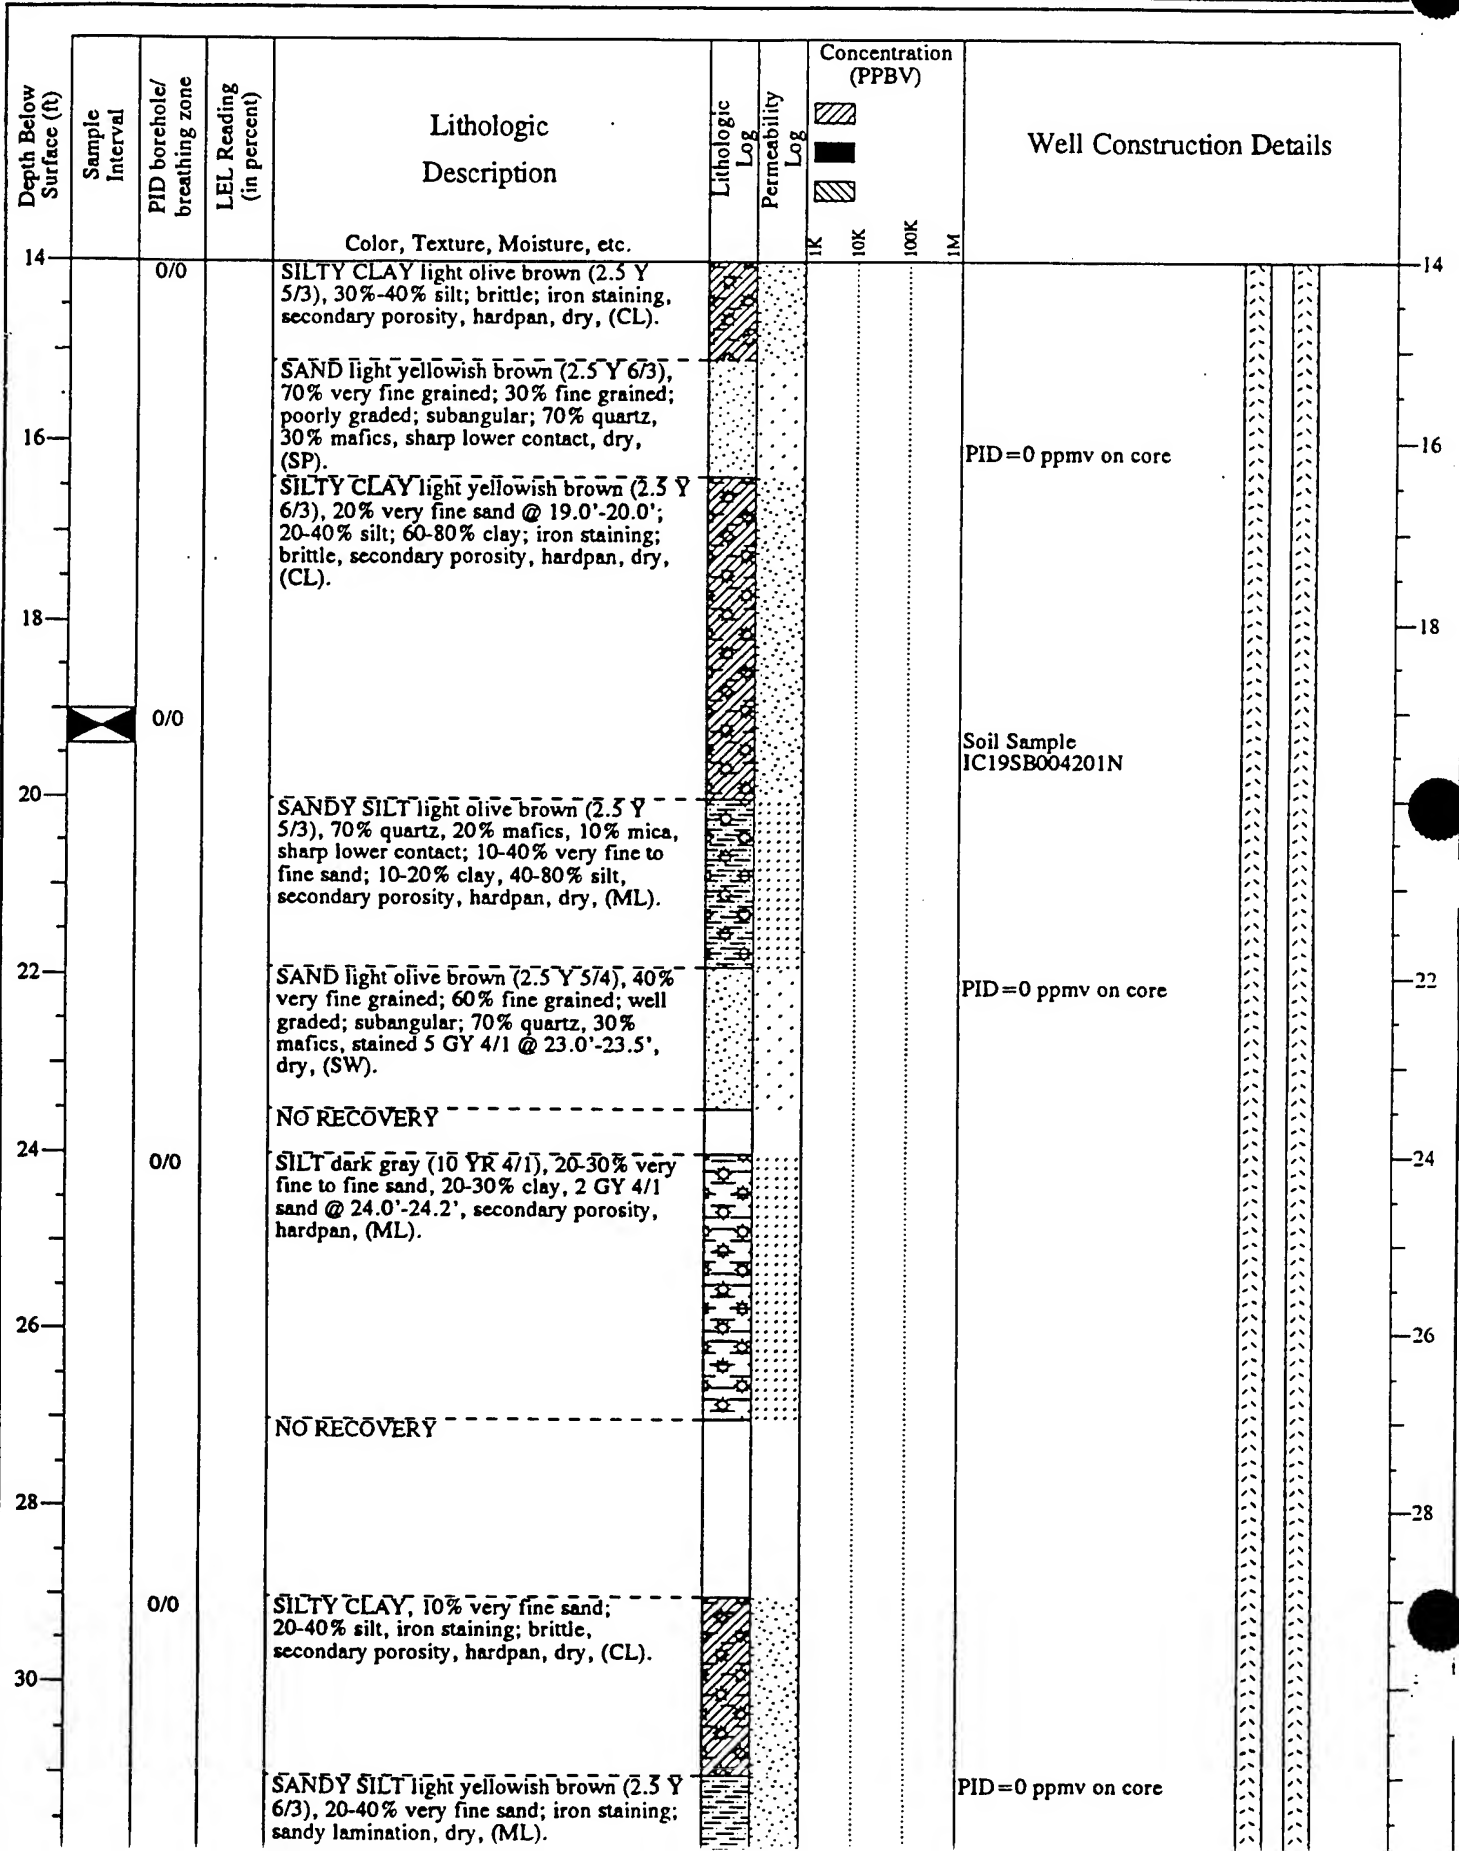 Depth Below
Surface (ft)
Sample
Interval
PID borehole/
breathing zone
LEL Reading
(in percent)
Lithologic
Description
Color, Texture, Moisture, etc.
Lithologic
Log
Permeability
Log
Concentration
(PPBV)
1K
10K
100K
1M
Well Construction Details
14
0/0
SILTY CLAY light olive brown (2.5 Y
5/3), 30%-40% silt; brittle; iron staining,
secondary porosity, hardpan, dry, (CL).
14
SAND light yellowish brown (2.5 Y 6/3),
70% very fine grained; 30% fine grained;
poorly graded; subangular; 70% quartz,
30% mafics, sharp lower contact, dry,
(SP).
16
PID=0 ppmv on core
16
SILTY CLAY light yellowish brown (2.5 Y
6/3), 20% very fine sand @ 19.0'-20.0';
20-40% silt; 60-80% clay; iron staining;
brittle, secondary porosity, hardpan, dry,
(CL).
18
18
0/0
Soil Sample
IC19SB004201N
20
SANDY SILT light olive brown (2.5 Y
5/3), 70% quartz, 20% mafics, 10% mica,
sharp lower contact; 10-40% very fine to
fine sand; 10-20% clay, 40-80% silt,
secondary porosity, hardpan, dry, (ML).
22
SAND light olive brown (2.5 Y 5/4), 40%
very fine grained; 60% fine grained; well
graded; subangular; 70% quartz, 30%
mafics, stained 5 GY 4/1 @ 23.0'-23.5',
dry, (SW).
PID=0 ppmv on core
22
NO RECOVERY
24
0/0
SILT dark gray (10 YR 4/1), 20-30% very
fine to fine sand, 20-30% clay, 2 GY 4/1
sand @ 24.0'-24.2', secondary porosity,
hardpan, (ML).
24
26
26
NO RECOVERY
28
28
0/0
SILTY CLAY, 10% very fine sand;
20-40% silt, iron staining; brittle,
secondary porosity, hardpan, dry, (CL).
30
SANDY SILT light yellowish brown (2.5 Y
6/3), 20-40% very fine sand; iron staining;
sandy lamination, dry, (ML).
PID=0 ppmv on core